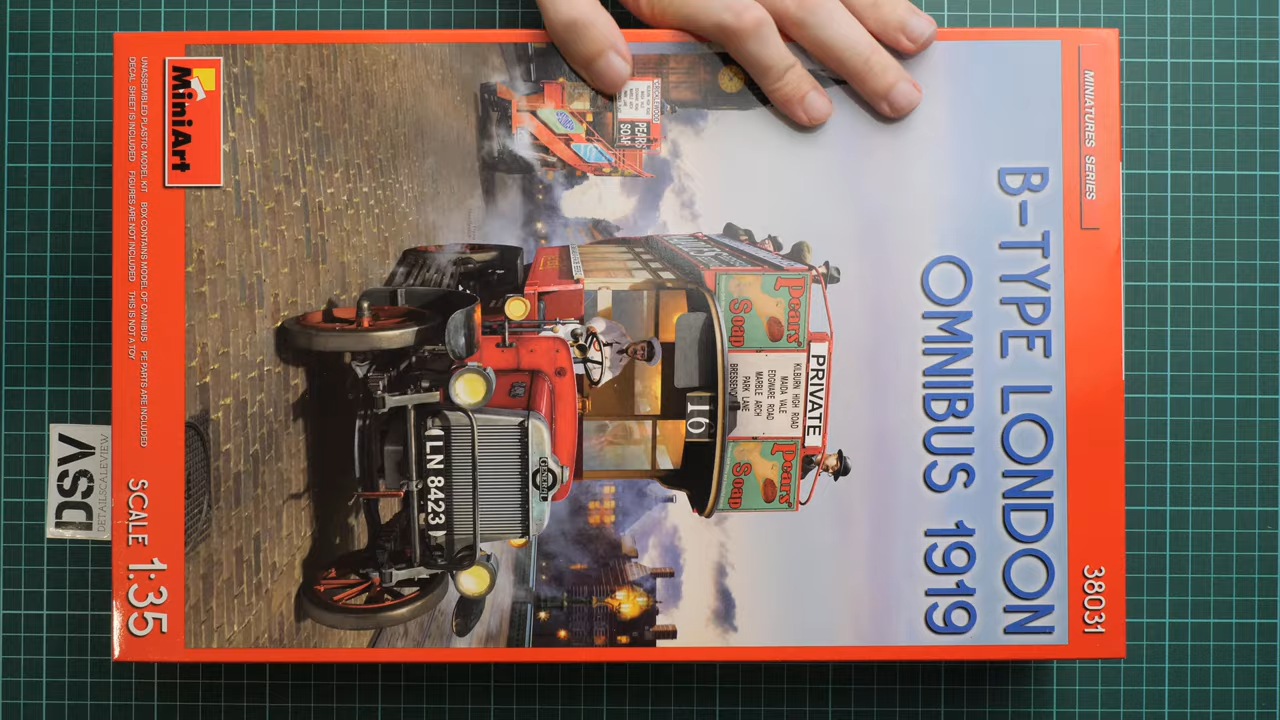 MINIATURES SERIES
38031
B-TYPE LONDON
OMNIBUS 1919
PEARS
SOAP
PRIVATE
Pears'
Soap
KILBURN HIGH ROAD
MAIDA VALE
EDGWARE ROAD
MARBLE ARCH
PARK LANE
Pears'
Soap
16
GENERAL
LN 8423
MiniArt
UNASSEMBLED PLASTIC MODEL KIT BOX CONTAINS MODEL OF OMNIBUS PE PARTS ARE INCLUDED
DECAL SHEET IS INCLUDED FIGURES ARE NOT INCLUDED THIS IS NOT A TOY
SCALE 1:35
DSV
DETAILSCALEVIEW